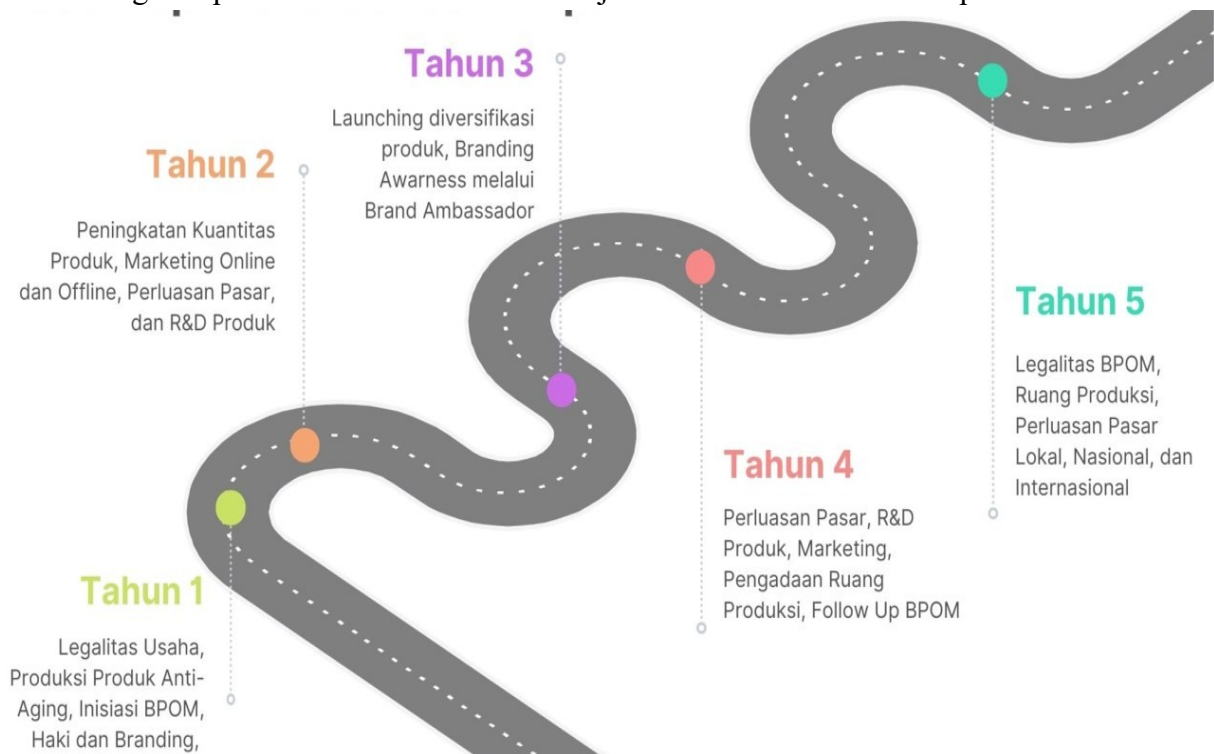 Tahun 1
Legalitas Usaha,
Produksi Produk Anti-
Aging, Inisiasi BPOM,
Haki dan Branding,
Tahun 2
Peningkatan Kuantitas
Produk, Marketing Online
dan Offline, Perluasan Pasar,
dan R&D Produk
Tahun 3
Launching diversifikasi
produk, Branding
Awarness melalui
Brand Ambassador
Tahun 4
Perluasan Pasar, R&D
Produk, Marketing,
Pengadaan Ruang
Produksi, Follow Up BPOM
Tahun 5
Legalitas BPOM,
Ruang Produksi,
Perluasan Pasar
Lokal, Nasional, dan
Internasional